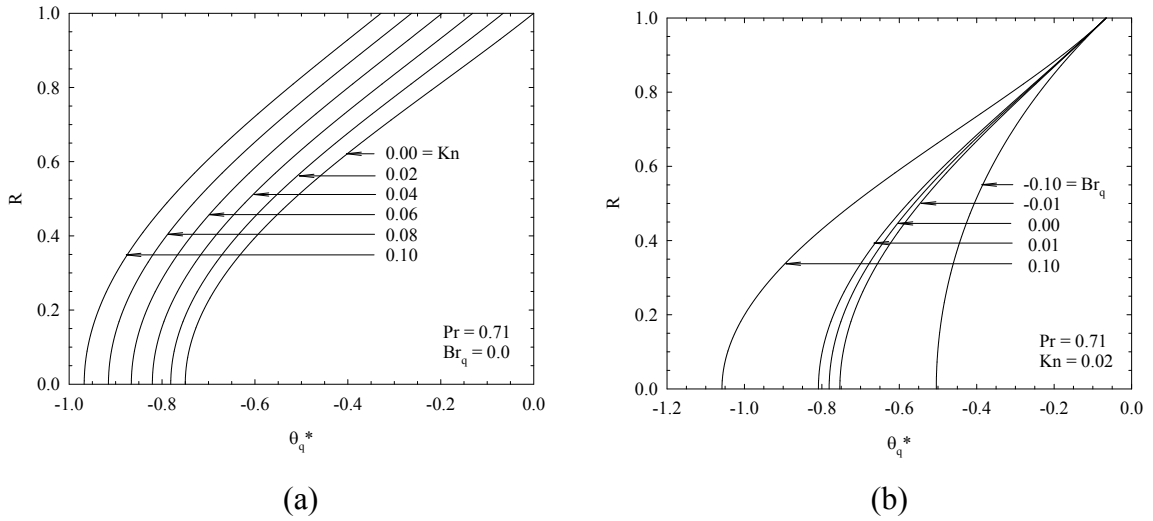 1.0
0.8
0.6
0.4
0.2
0.0
R
0.00 = Kn
0.02
0.04
0.06
0.08
0.10
Pr = 0.71
Br_q = 0.0
-1.0 -0.8 -0.6 -0.4 -0.2 0.0
θ_q*
(a)
1.0
0.8
0.6
0.4
0.2
0.0
R
-0.10 = Br_q
-0.01
0.00
0.01
0.10
Pr = 0.71
Kn = 0.02
-1.2 -1.0 -0.8 -0.6 -0.4 -0.2 0.0
θ_q*
(b)